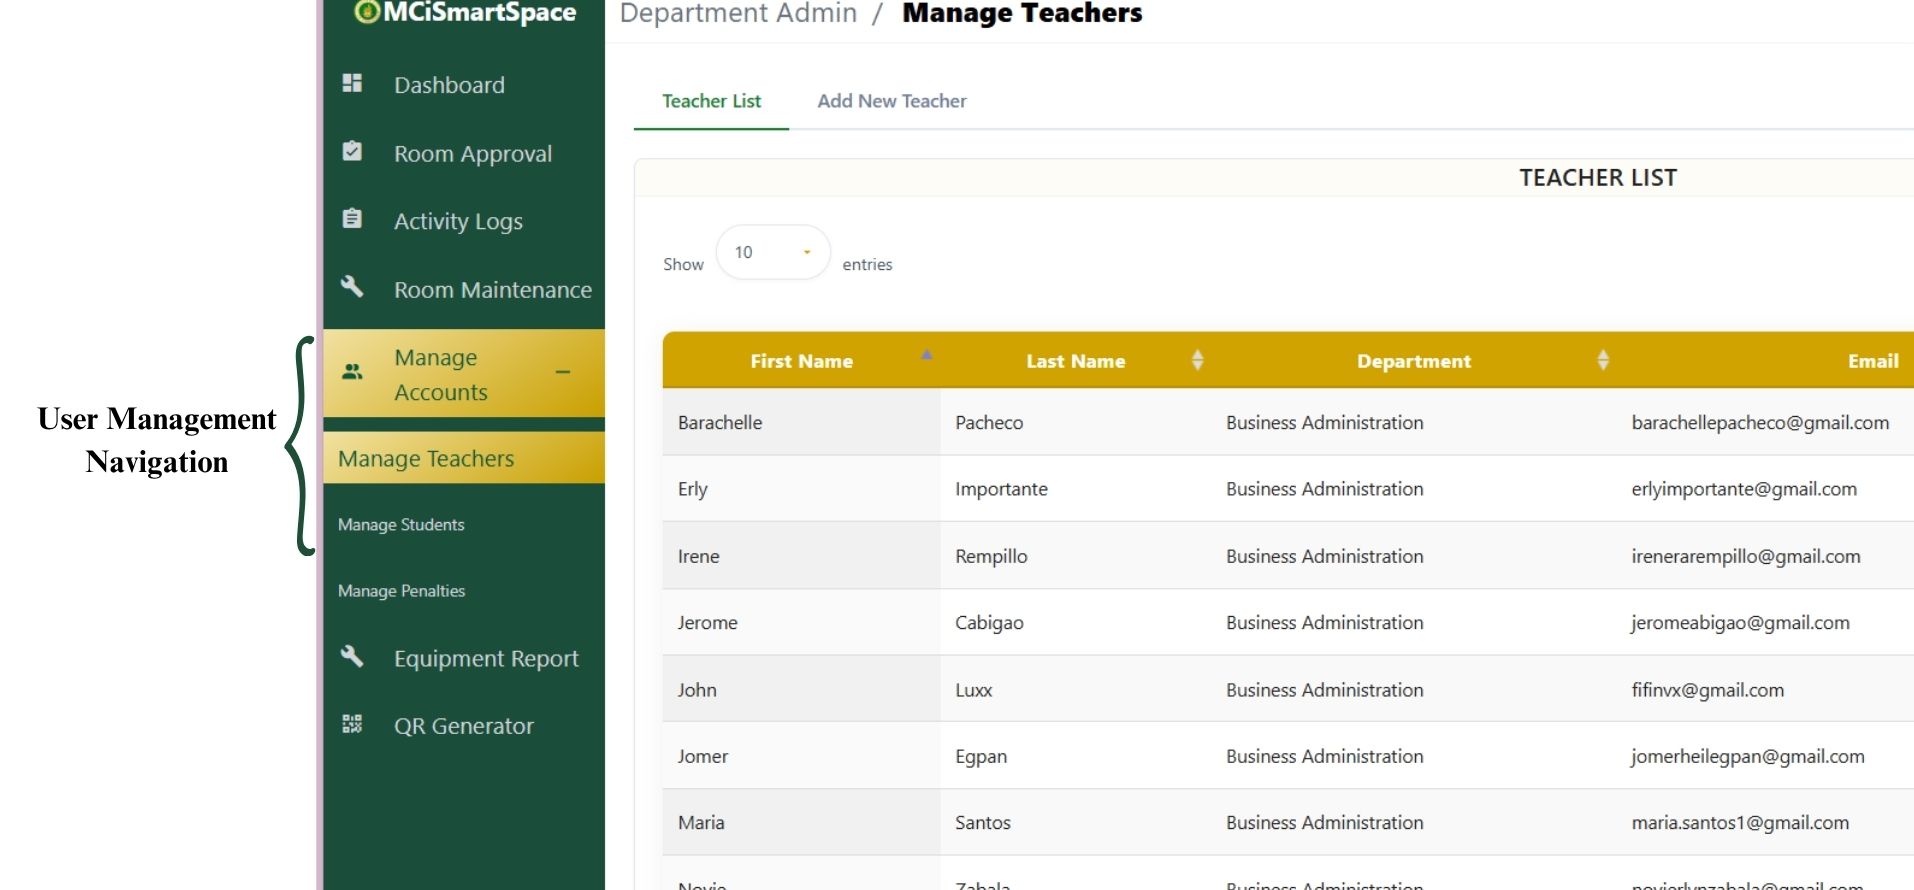 MCiSmartSpace
Department Admin / Manage Teachers
Dashboard
Room Approval
Activity Logs
Room Maintenance
Manage
Accounts
Manage Teachers
Manage Students
Manage Penalties
Equipment Report
QR Generator
User Management
Navigation
Teacher List Add New Teacher
TEACHER LIST
Show 10 entries
First Name Last Name Department Email
Barachelle Pacheco Business Administration barachellepacheco@gmail.com
Erly Importante Business Administration erlyimportante@gmail.com
Irene Rempillo Business Administration irenerarempillo@gmail.com
Jerome Cabigao Business Administration jeromeabigao@gmail.com
John Luxx Business Administration fifinvx@gmail.com
Jomer Egpan Business Administration jomerheilegpan@gmail.com
Maria Santos Business Administration maria.santos1@gmail.com
Novie Zabala Business Administration